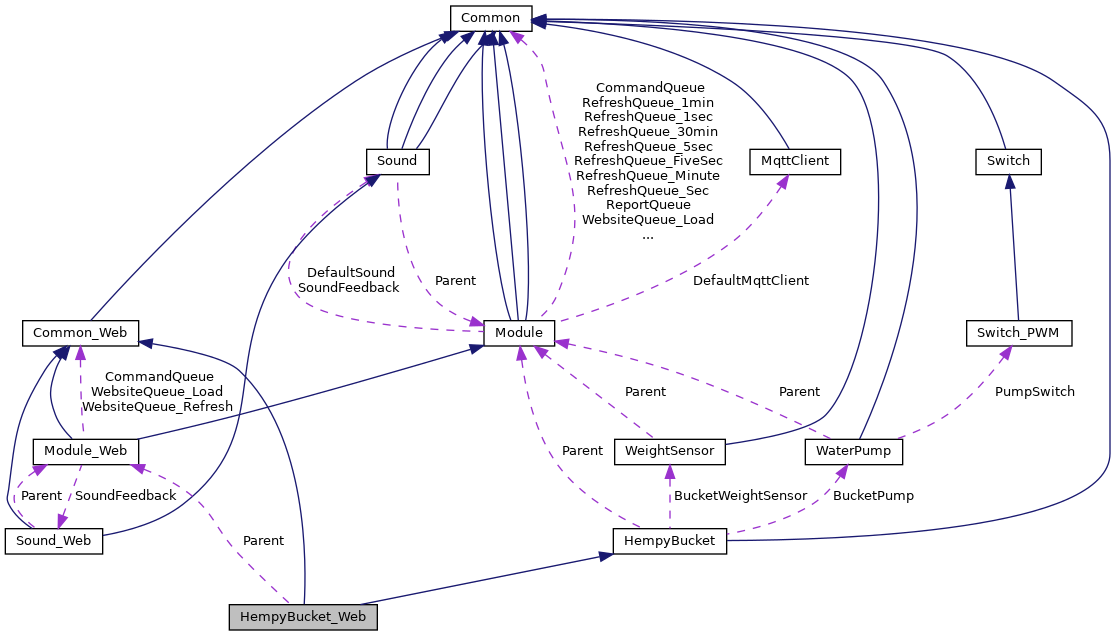 Common
CommandQueue
RefreshQueue_1min
RefreshQueue_1sec
RefreshQueue_30min
RefreshQueue_5sec
RefreshQueue_FiveSec
RefreshQueue_Minute
RefreshQueue_Sec
ReportQueue
WebsiteQueue_Load
...
Sound
MqttClient
Switch
DefaultSound
SoundFeedback
Parent
DefaultMqttClient
Common_Web
Module
Switch_PWM
CommandQueue
WebsiteQueue_Load
WebsiteQueue_Refresh
Parent
Parent
PumpSwitch
Module_Web
Parent
WeightSensor
WaterPump
Parent
SoundFeedback
BucketWeightSensor
BucketPump
Sound_Web
Parent
HempyBucket
HempyBucket_Web